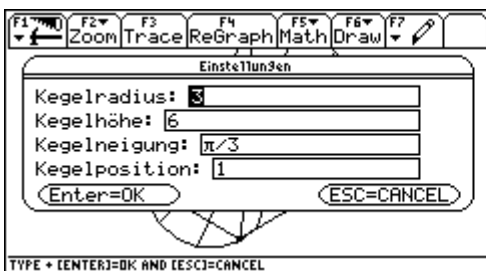 F1 F2 Zoom F3 Trace F4 ReGraph F5 Math F6 Draw F7
Einstellungen
Kegelradius: 3
Kegelhöhe: 6
Kegelneigung: π/3
Kegelposition: 1
Enter=OK ESC=CANCEL
TYPE + [ENTER]=OK AND [ESC]=CANCEL